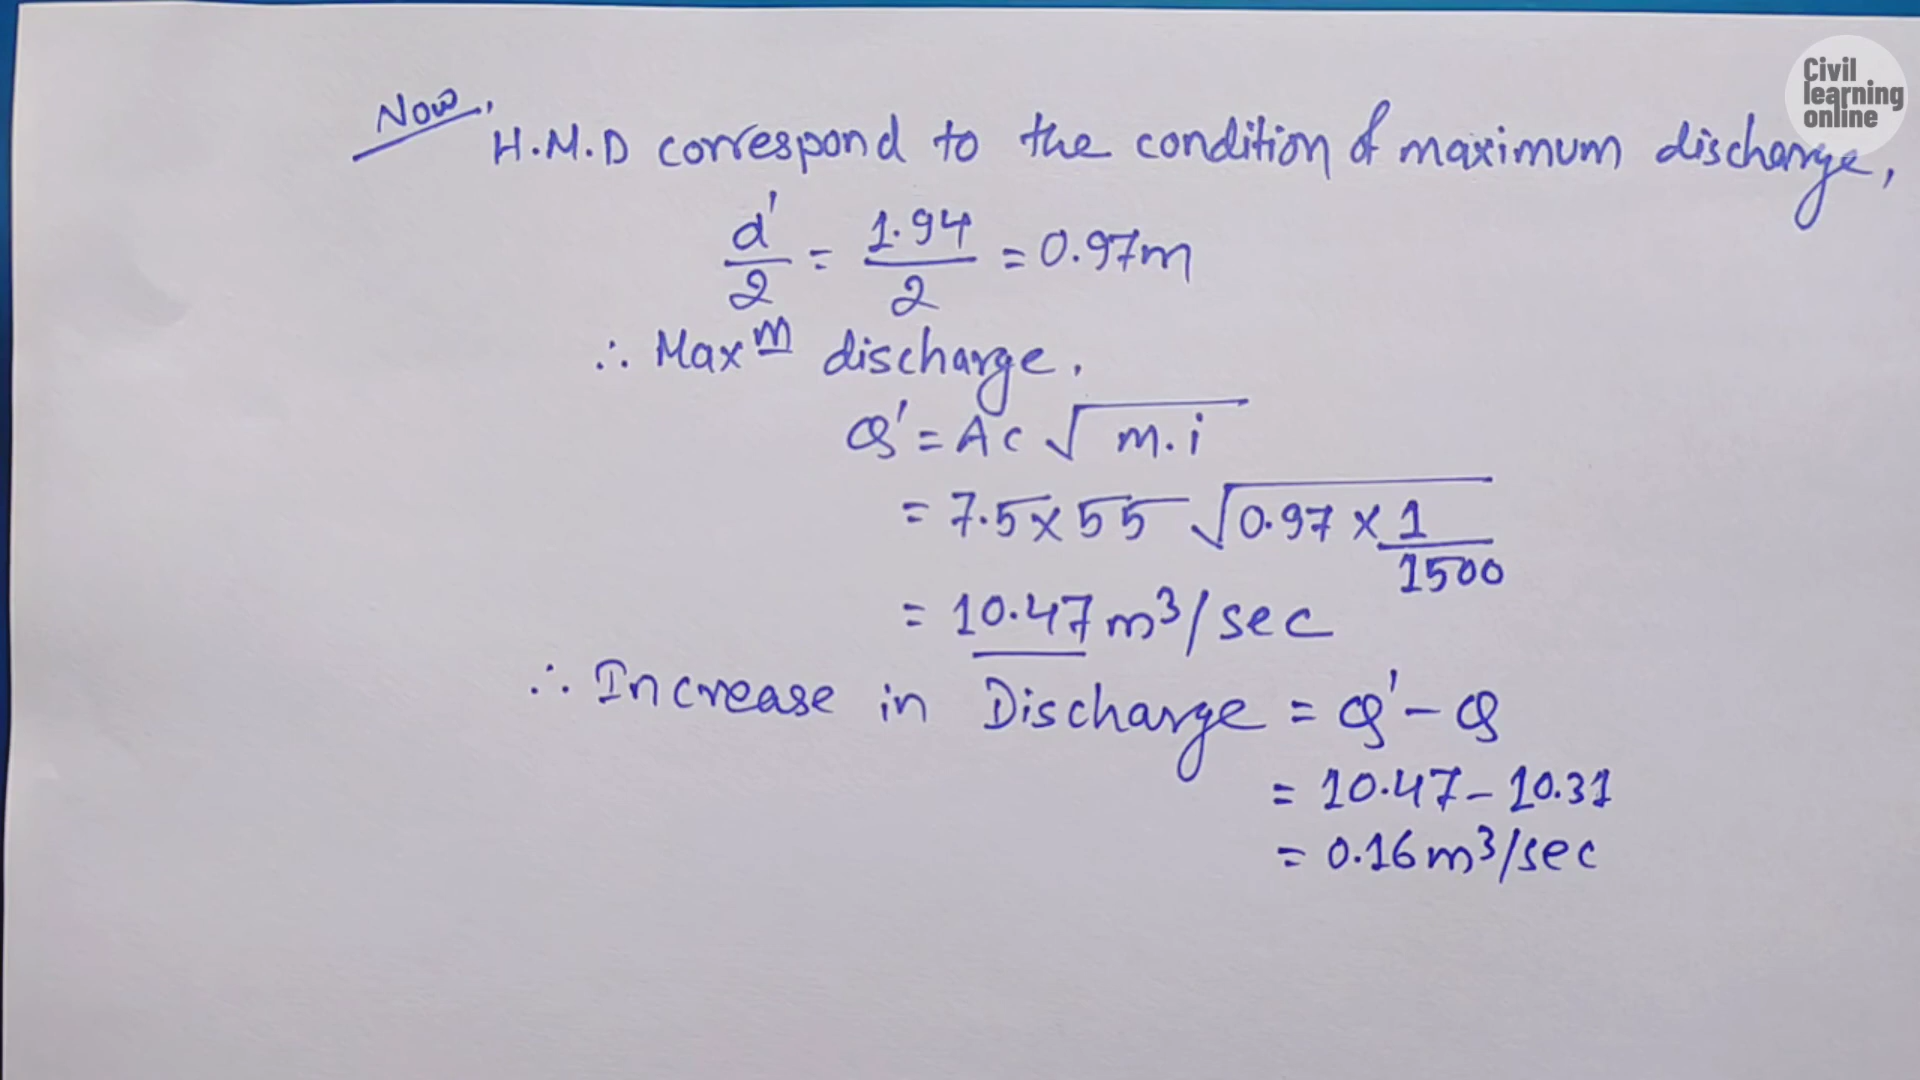 Civil
learning
online
Now,
H.M.D correspond to the condition of maximum discharge,
d'/2 = 1.94/2 = 0.97m
∴ Maxᵐ discharge,
Q' = AC √m.i
= 7.5 × 55 √0.97 × 1/1500
= 10.47 m³/sec
∴ Increase in Discharge = Q' - Q
= 10.47 - 10.31
= 0.16 m³/sec